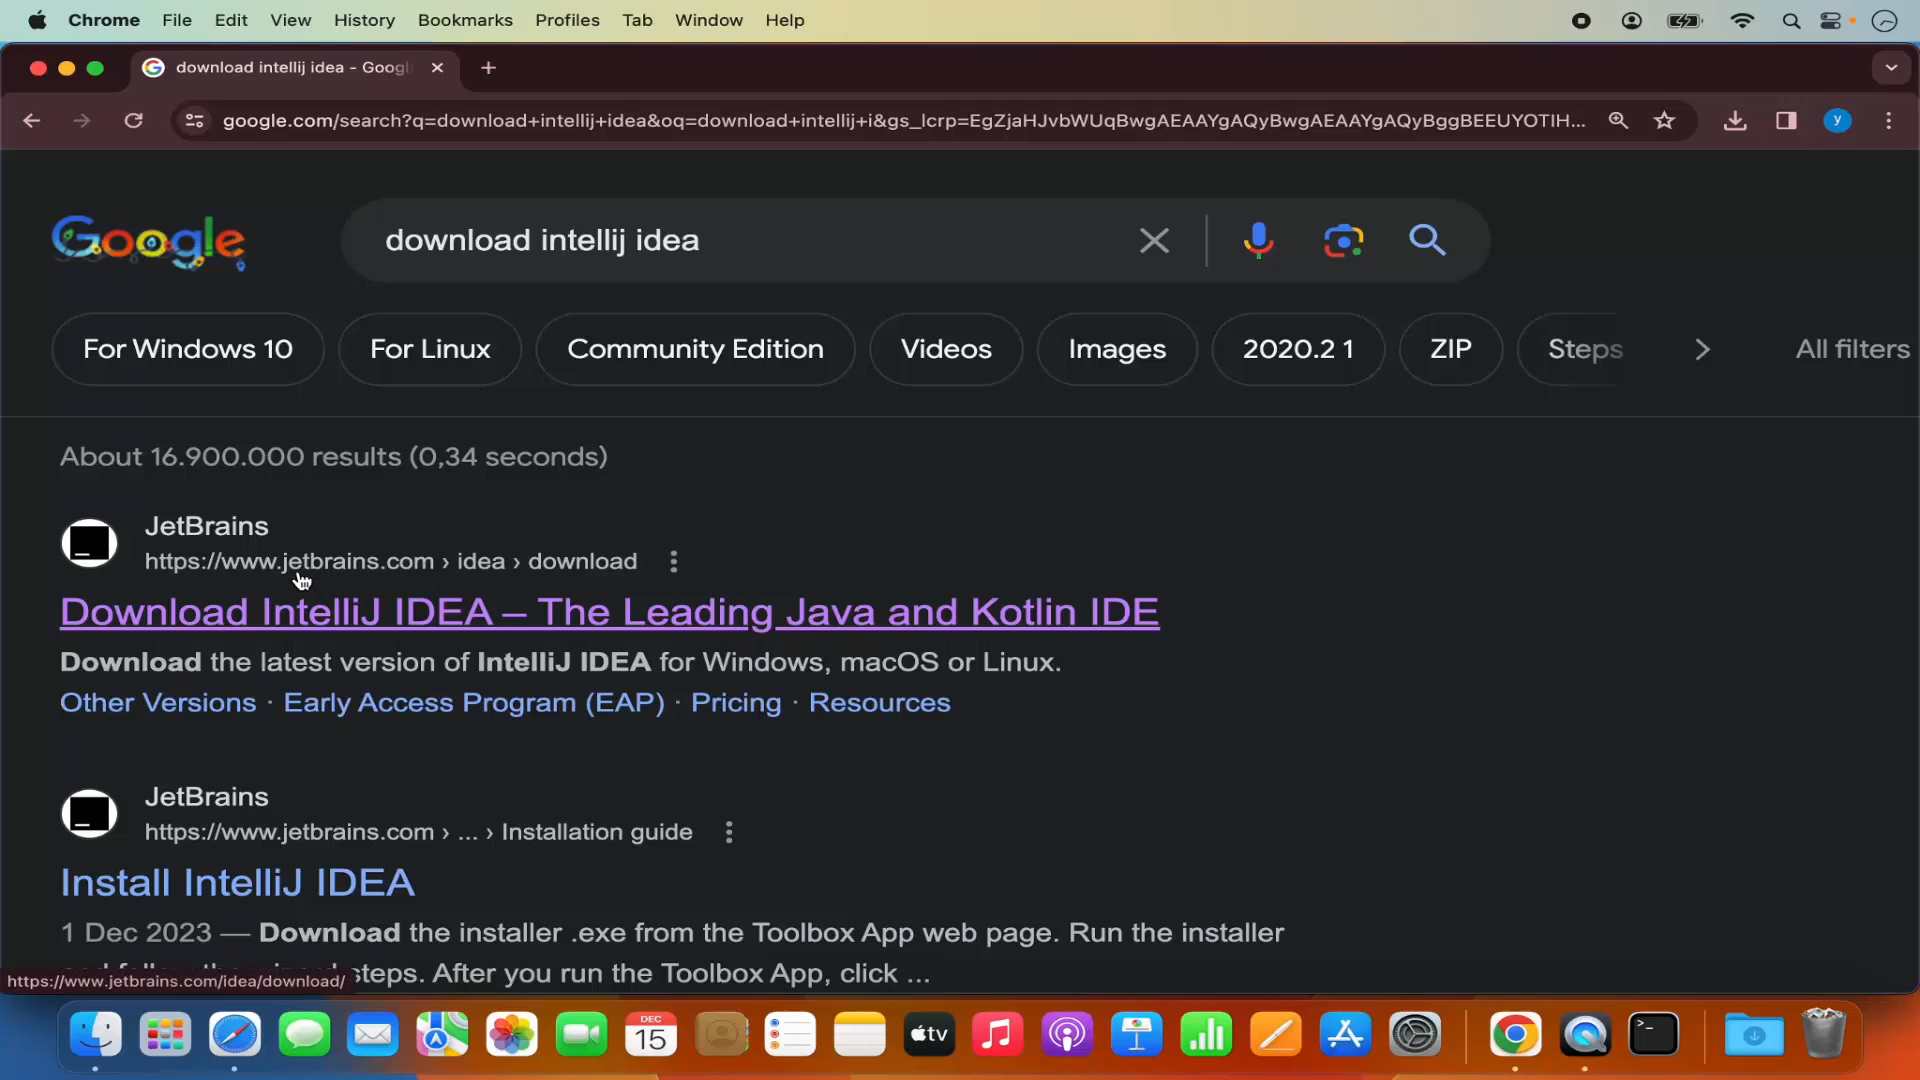 Chrome File Edit View History Bookmarks Profiles Tab Window Help
download intellij idea - Googl
google.com/search?q=download+intellij+idea&oq=download+intellij+i&gs_lcrp=EgZjaHJvbWUqBwgAEAAYgAQyBwgAEAAYgAQyBggBEEUYOTIH...
y
Google
download intellij idea
For Windows 10
For Linux
Community Edition
Videos
Images
2020.2 1
ZIP
Steps
All filters
About 16.900.000 results (0,34 seconds)
JetBrains
https://www.jetbrains.com › idea › download
Download IntelliJ IDEA – The Leading Java and Kotlin IDE
Download the latest version of IntelliJ IDEA for Windows, macOS or Linux.
Other Versions · Early Access Program (EAP) · Pricing · Resources
JetBrains
https://www.jetbrains.com › ... › Installation guide
Install IntelliJ IDEA
1 Dec 2023 — Download the installer .exe from the Toolbox App web page. Run the installer
steps. After you run the Toolbox App, click ...
https://www.jetbrains.com/idea/download/
DEC
15
tv